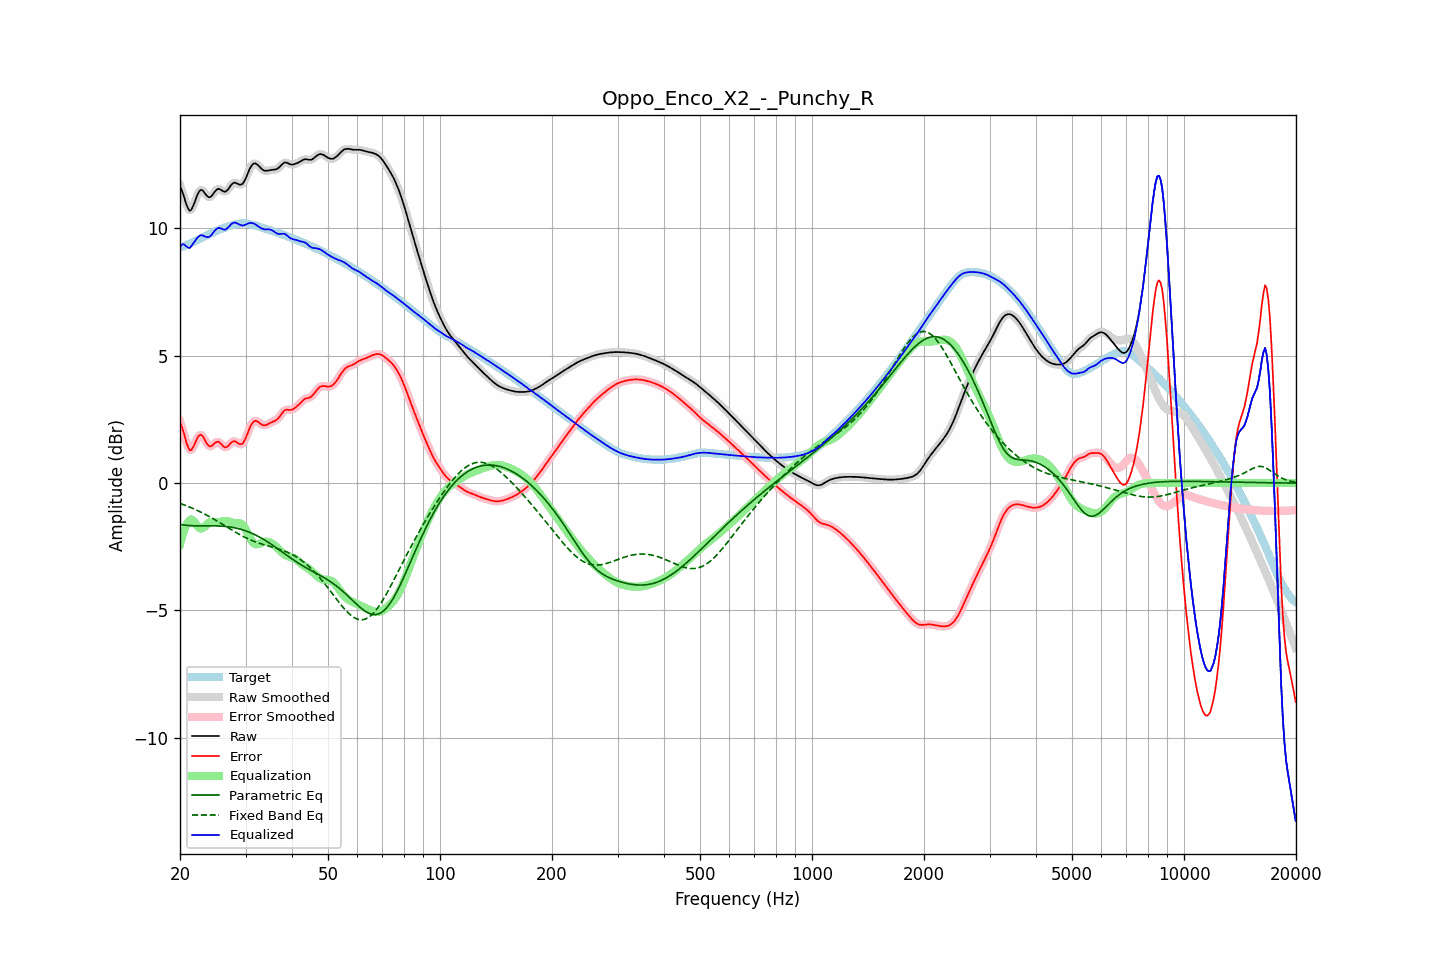 Oppo_Enco_X2_-_Punchy_R
Amplitude (dBr)
10
5
0
−5
−10
Target
Raw Smoothed
Error Smoothed
Raw
Error
Equalization
Parametric Eq
Fixed Band Eq
Equalized
20 50 100 200 500 1000 2000 5000 10000 20000
Frequency (Hz)